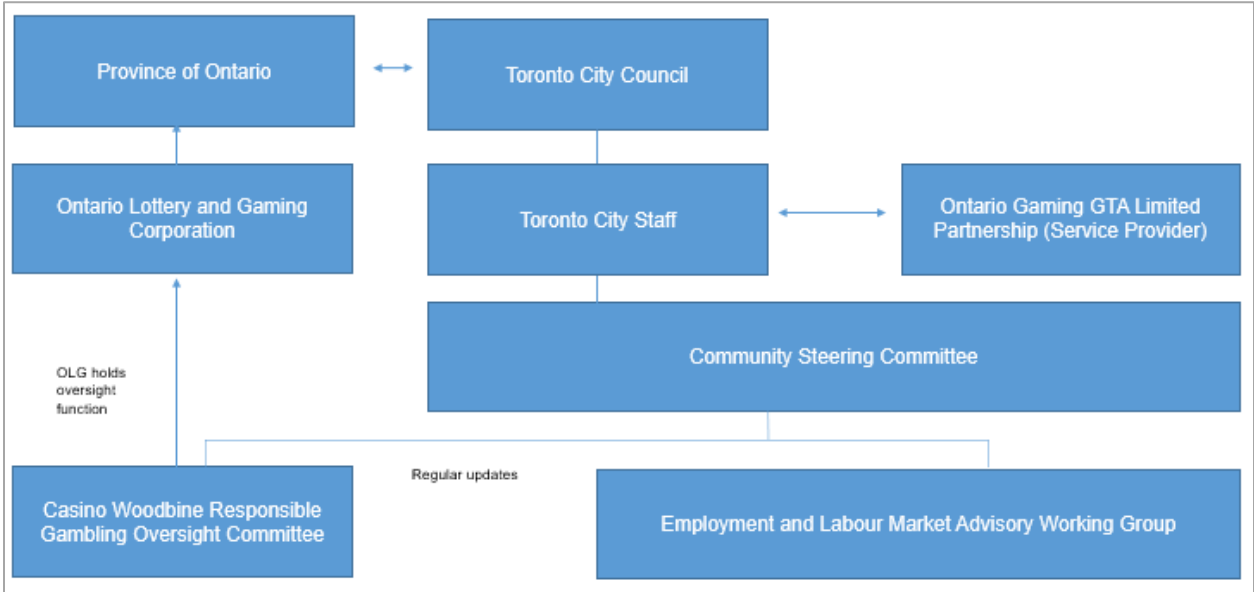 Province of Ontario
Toronto City Council
Ontario Lottery and Gaming
Corporation
Toronto City Staff
Ontario Gaming GTA Limited
Partnership (Service Provider)
Community Steering Committee
OLG holds
oversight
function
Regular updates
Casino Woodbine Responsible
Gambling Oversight Committee
Employment and Labour Market Advisory Working Group